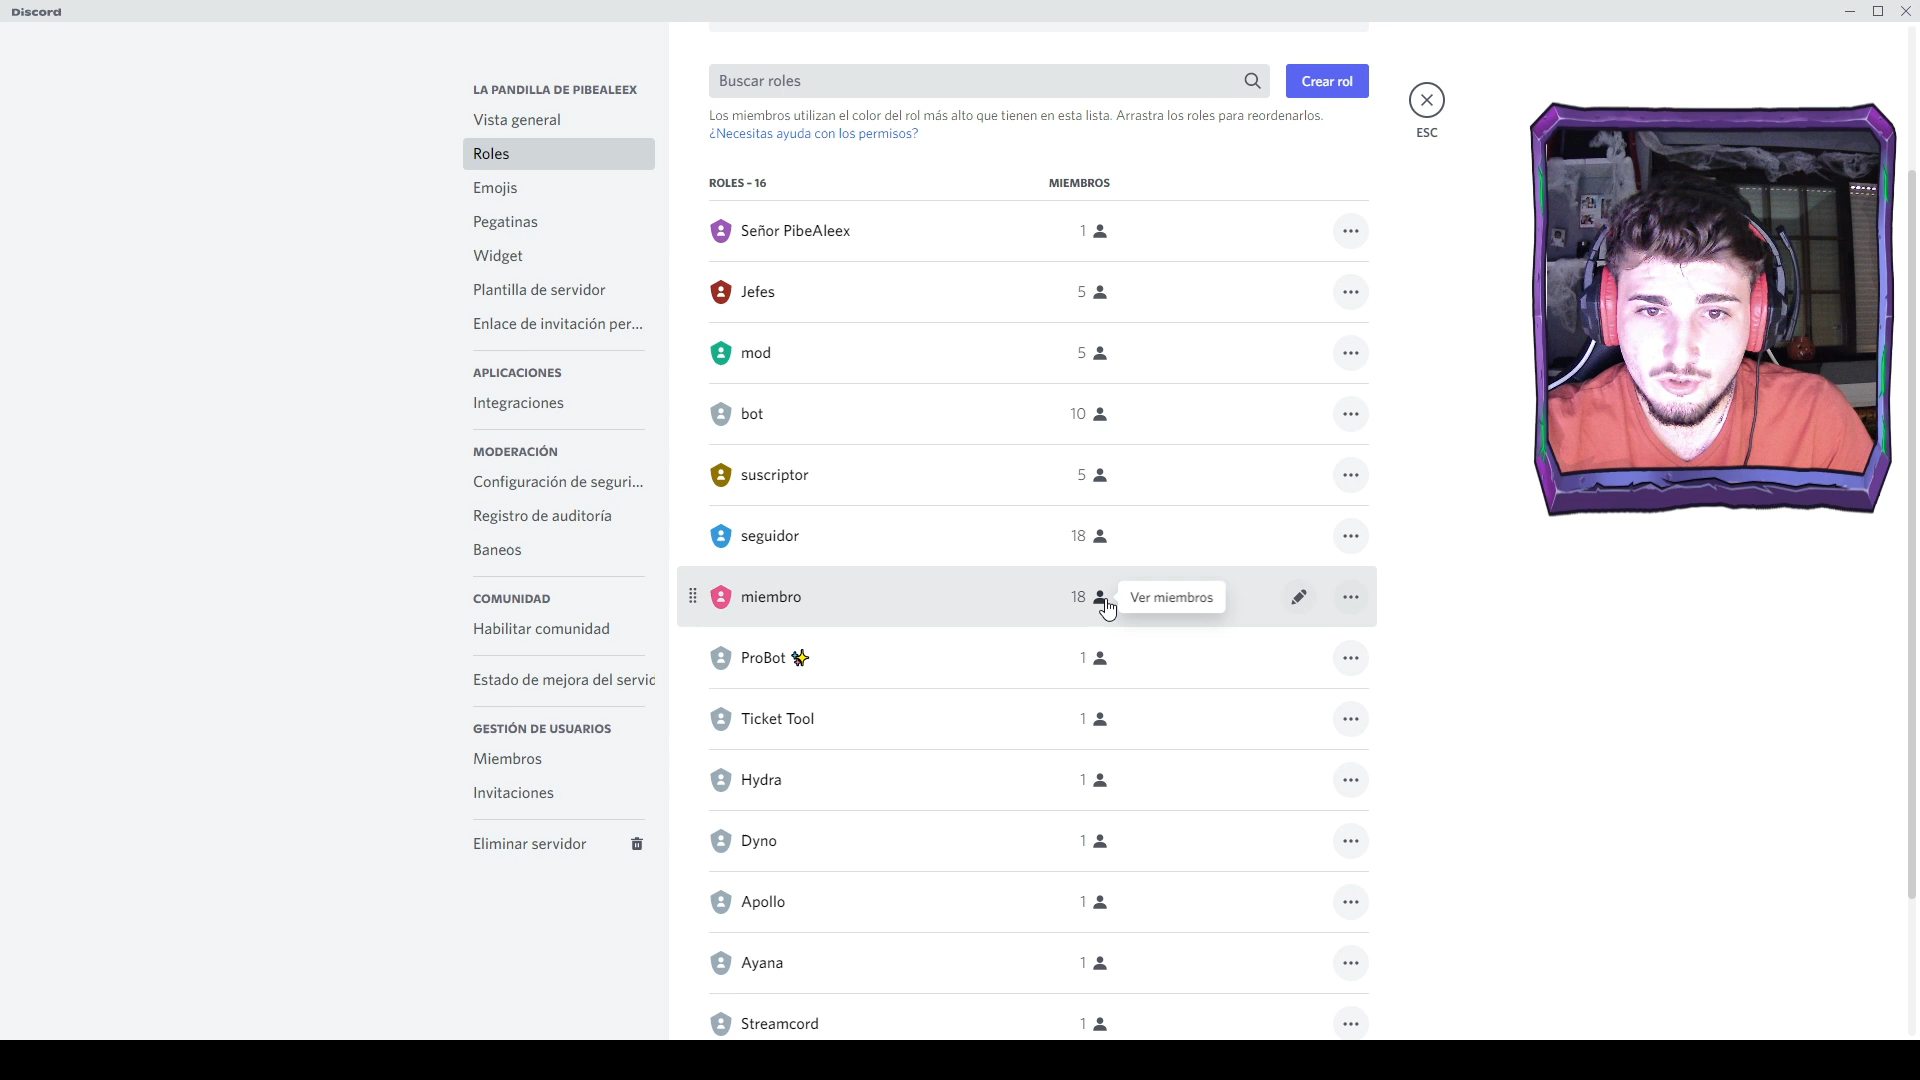 Discord
LA PANDILLA DE PIBEALEEX
Vista general
Roles
Emojis
Pegatinas
Widget
Plantilla de servidor
Enlace de invitación per...
APLICACIONES
Integraciones
MODERACIÓN
Configuración de seguri...
Registro de auditoría
Baneos
COMUNIDAD
Habilitar comunidad
Estado de mejora del servic
GESTIÓN DE USUARIOS
Miembros
Invitaciones
Eliminar servidor
Buscar roles
Crear rol
Los miembros utilizan el color del rol más alto que tienen en esta lista. Arrastra los roles para reordenarlos.
¿Necesitas ayuda con los permisos?
ESC
ROLES – 16 MIEMBROS
Señor PibeAleex 1
Jefes 5
mod 5
bot 10
suscriptor 5
seguidor 18
miembro 18 Ver miembros
ProBot ✨ 1
Ticket Tool 1
Hydra 1
Dyno 1
Apollo 1
Ayana 1
Streamcord 1